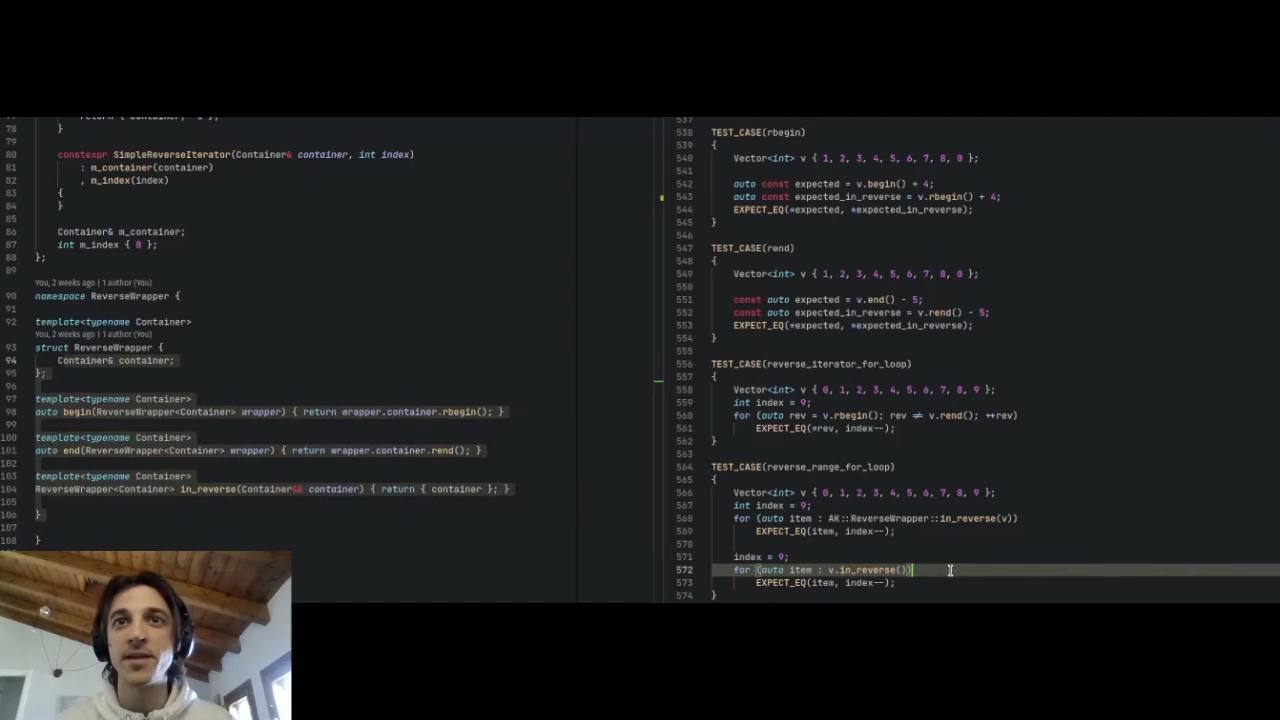 78 }
79
80 constexpr SimpleReverseIterator(Container& container, int index)
81 : m_container(container)
82 , m_index(index)
83 {
84 }
85
86 Container& m_container;
87 int m_index { 0 };
88 };
89
You, 2 weeks ago | 1 author (You)
90 namespace ReverseWrapper {
91
92 template<typename Container>
You, 2 weeks ago | 1 author (You)
93 struct ReverseWrapper {
94 Container& container;
95 };
96
97 template<typename Container>
98 auto begin(ReverseWrapper<Container> wrapper) { return wrapper.container.rbegin(); }
99
100 template<typename Container>
101 auto end(ReverseWrapper<Container> wrapper) { return wrapper.container.rend(); }
102
103 template<typename Container>
104 ReverseWrapper<Container> in_reverse(Container&& container) { return { container }; }
105
106 }
107
108 }
537
538 TEST_CASE(rbegin)
539 {
540 Vector<int> v { 1, 2, 3, 4, 5, 6, 7, 8, 0 };
541
542 auto const expected = v.begin() + 4;
543 auto const expected_in_reverse = v.rbegin() + 4;
544 EXPECT_EQ(*expected, *expected_in_reverse);
545 }
546
547 TEST_CASE(rend)
548 {
549 Vector<int> v { 1, 2, 3, 4, 5, 6, 7, 8, 0 };
550
551 const auto expected = v.end() - 5;
552 const auto expected_in_reverse = v.rend() - 5;
553 EXPECT_EQ(*expected, *expected_in_reverse);
554 }
555
556 TEST_CASE(reverse_iterator_for_loop)
557 {
558 Vector<int> v { 0, 1, 2, 3, 4, 5, 6, 7, 8, 9 };
559 int index = 9;
560 for (auto rev = v.rbegin(); rev ≠ v.rend(); ++rev)
561 EXPECT_EQ(*rev, index--);
562 }
563
564 TEST_CASE(reverse_range_for_loop)
565 {
566 Vector<int> v { 0, 1, 2, 3, 4, 5, 6, 7, 8, 9 };
567 int index = 9;
568 for (auto item : AK::ReverseWrapper::in_reverse(v))
569 EXPECT_EQ(item, index--);
570
571 index = 9;
572 for (auto item : v.in_reverse())
573 EXPECT_EQ(item, index--);
574 }